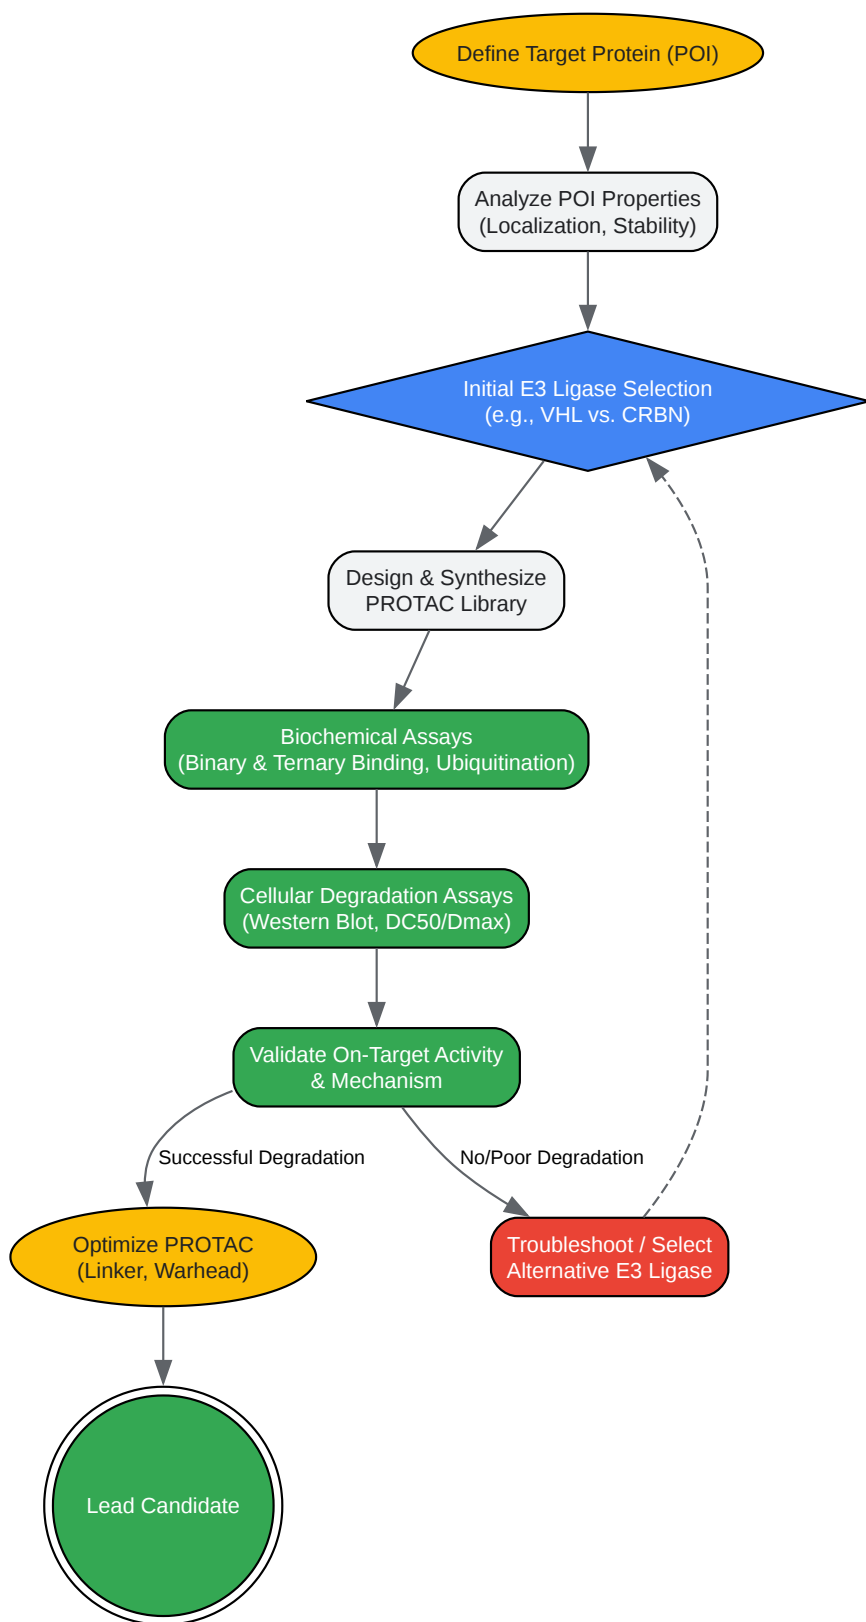 Define Target Protein (POI)
Analyze POI Properties
(Localization, Stability)
Initial E3 Ligase Selection
(e.g., VHL vs. CRBN)
Design & Synthesize
PROTAC Library
Biochemical Assays
(Binary & Ternary Binding, Ubiquitination)
Cellular Degradation Assays
(Western Blot, DC50/Dmax)
Validate On-Target Activity
& Mechanism
Successful Degradation
No/Poor Degradation
Optimize PROTAC
(Linker, Warhead)
Troubleshoot / Select
Alternative E3 Ligase
Lead Candidate